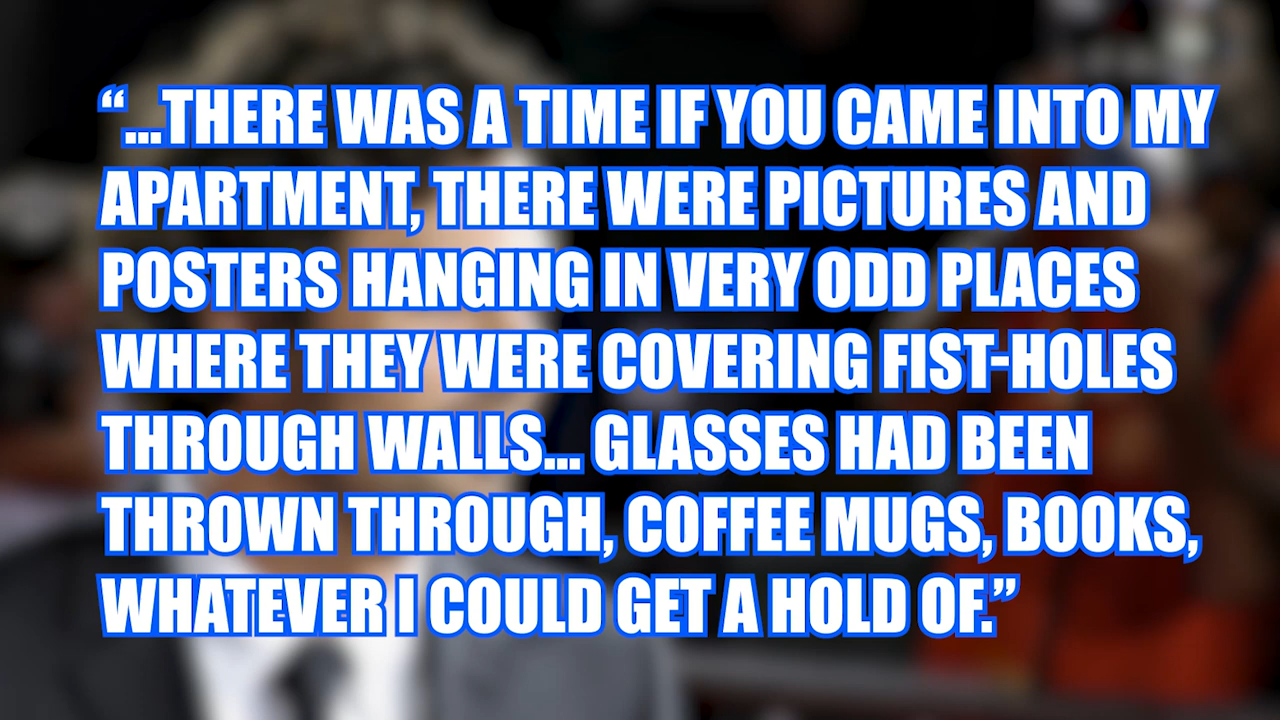 “...THERE WAS A TIME IF YOU CAME INTO MY
APARTMENT, THERE WERE PICTURES AND
POSTERS HANGING IN VERY ODD PLACES
WHERE THEY WERE COVERING FIST-HOLES
THROUGH WALLS... GLASSES HAD BEEN
THROWN THROUGH, COFFEE MUGS, BOOKS,
WHATEVER I COULD GET A HOLD OF.”